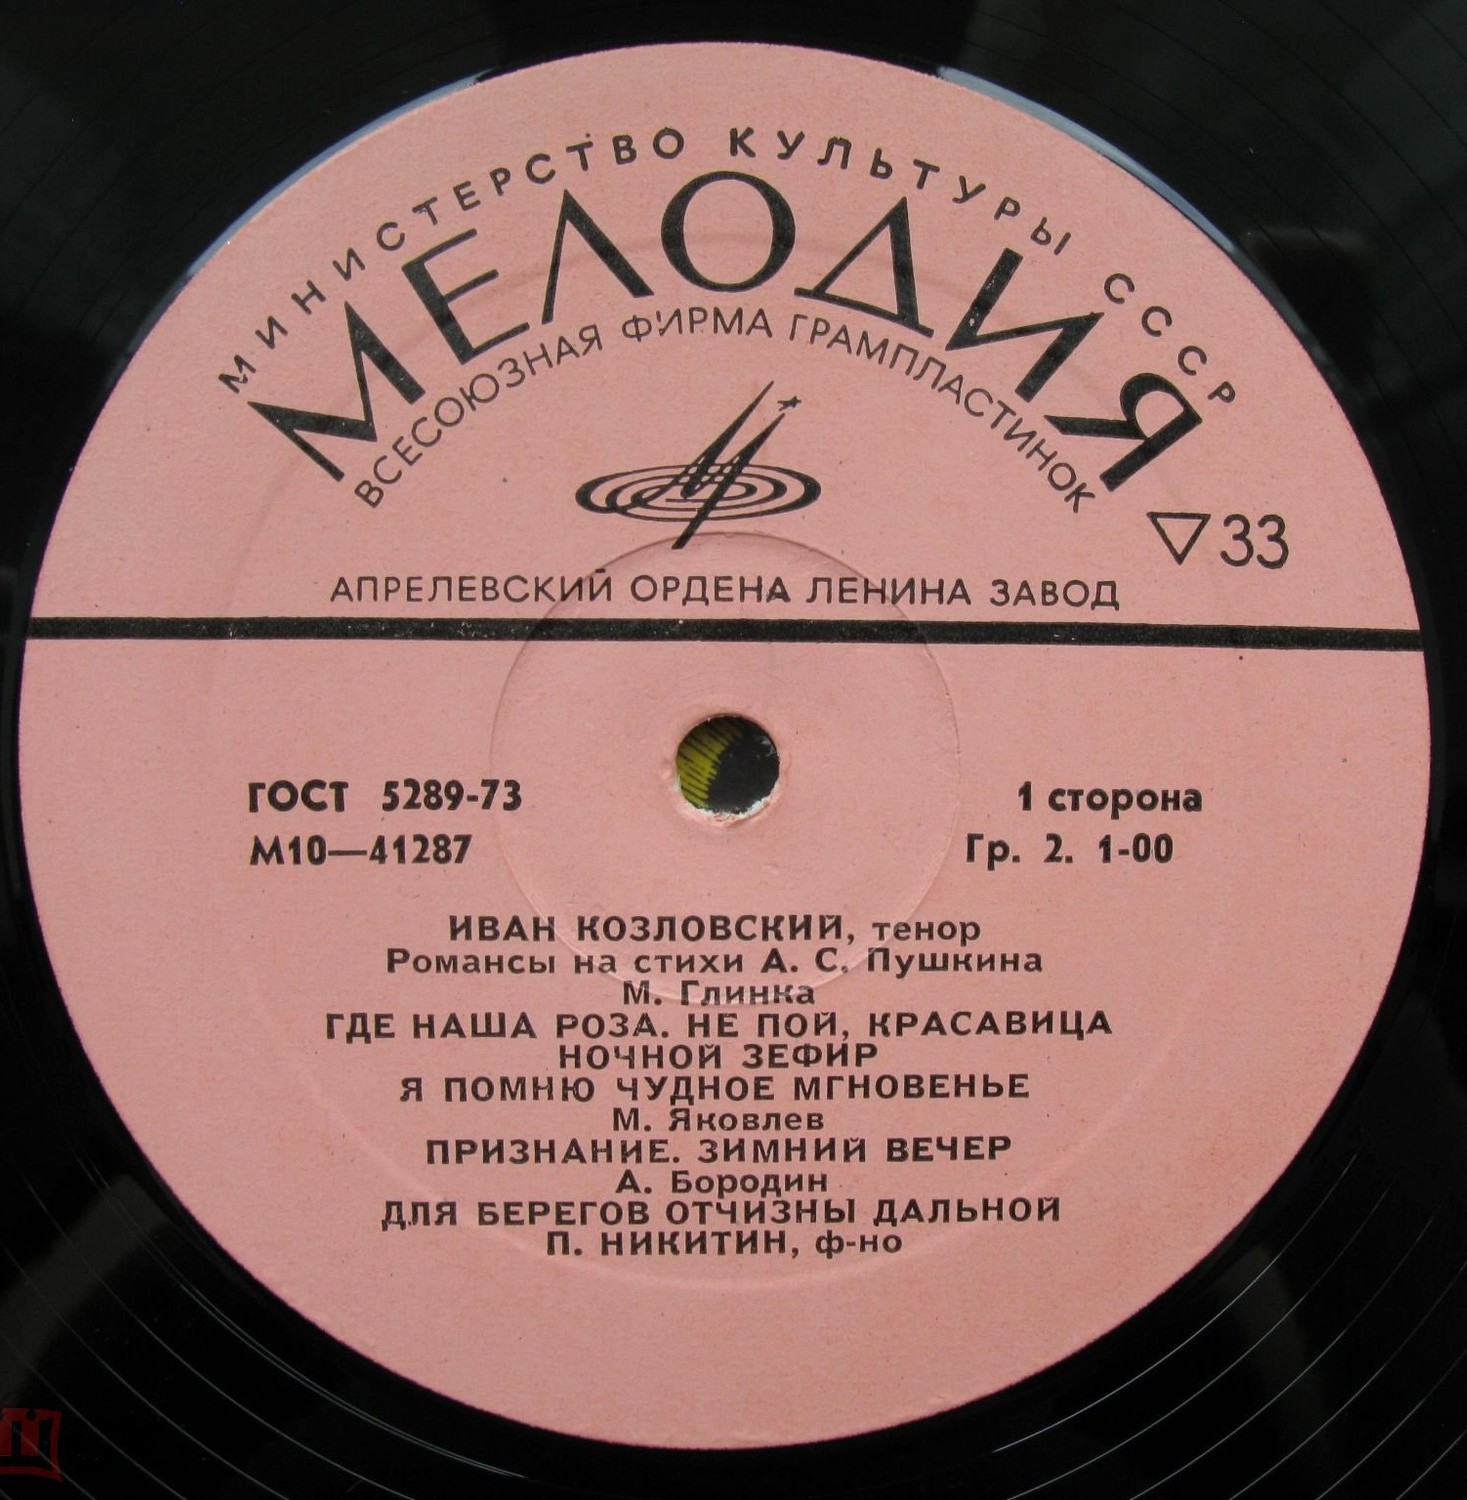 МИНИСТЕРСТВО КУЛЬТУРЫ СССР
МЕЛОДИЯ
ВСЕСОЮЗНАЯ ФИРМА ГРАМПЛАСТИНОК
33
АПРЕЛЕВСКИЙ ОРДЕНА ЛЕНИНА ЗАВОД
ГОСТ 5289-73
1 сторона
М10—41287
Гр. 2. 1-00
ИВАН КОЗЛОВСКИЙ, тенор
Романсы на стихи А. С. Пушкина
М. Глинка
ГДЕ НАША РОЗА. НЕ ПОЙ, КРАСАВИЦА
НОЧНОЙ ЗЕФИР
Я ПОМНЮ ЧУДНОЕ МГНОВЕНЬЕ
М. Яковлев
ПРИЗНАНИЕ. ЗИМНИЙ ВЕЧЕР
А. Бородин
ДЛЯ БЕРЕГОВ ОТЧИЗНЫ ДАЛЬНОЙ
П. НИКИТИН, ф-но